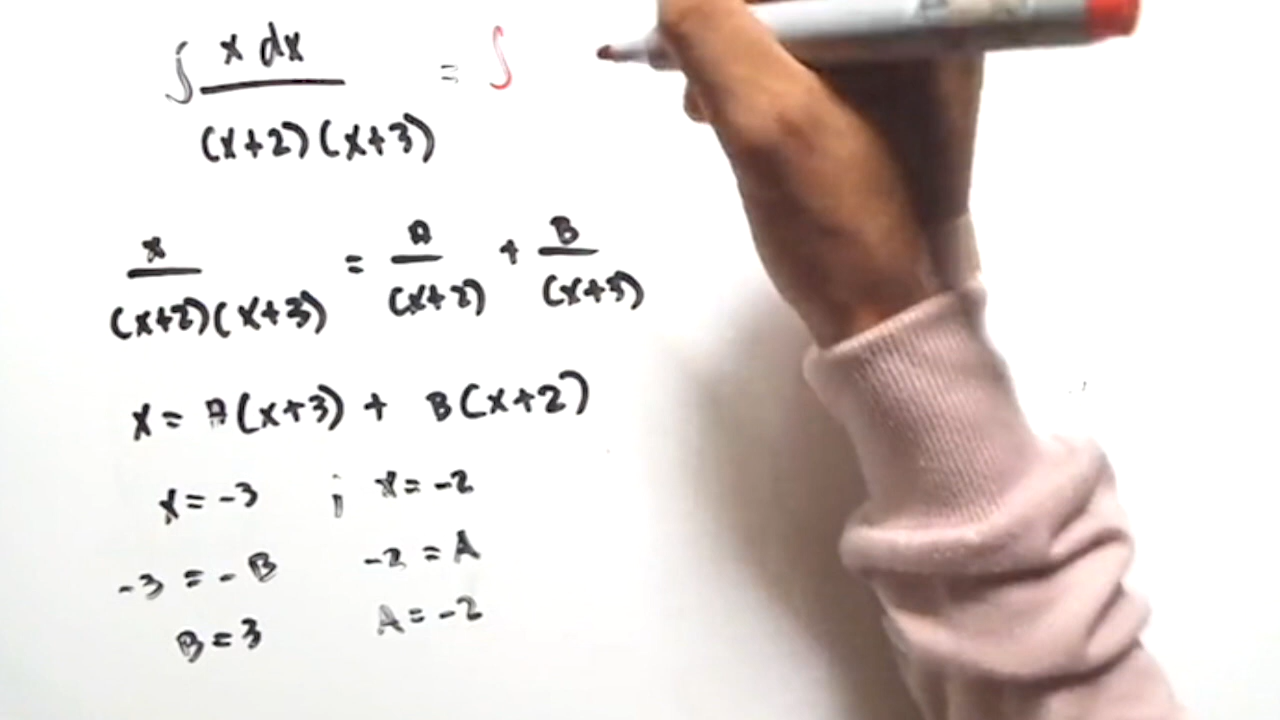 ∫ x dx / (x+2)(x+3) = ∫
x / (x+2)(x+3) = A / (x+2) + B / (x+3)
x = A(x+3) + B(x+2)
x = -3 ; x = -2
-3 = -B -2 = A
B = 3 A = -2